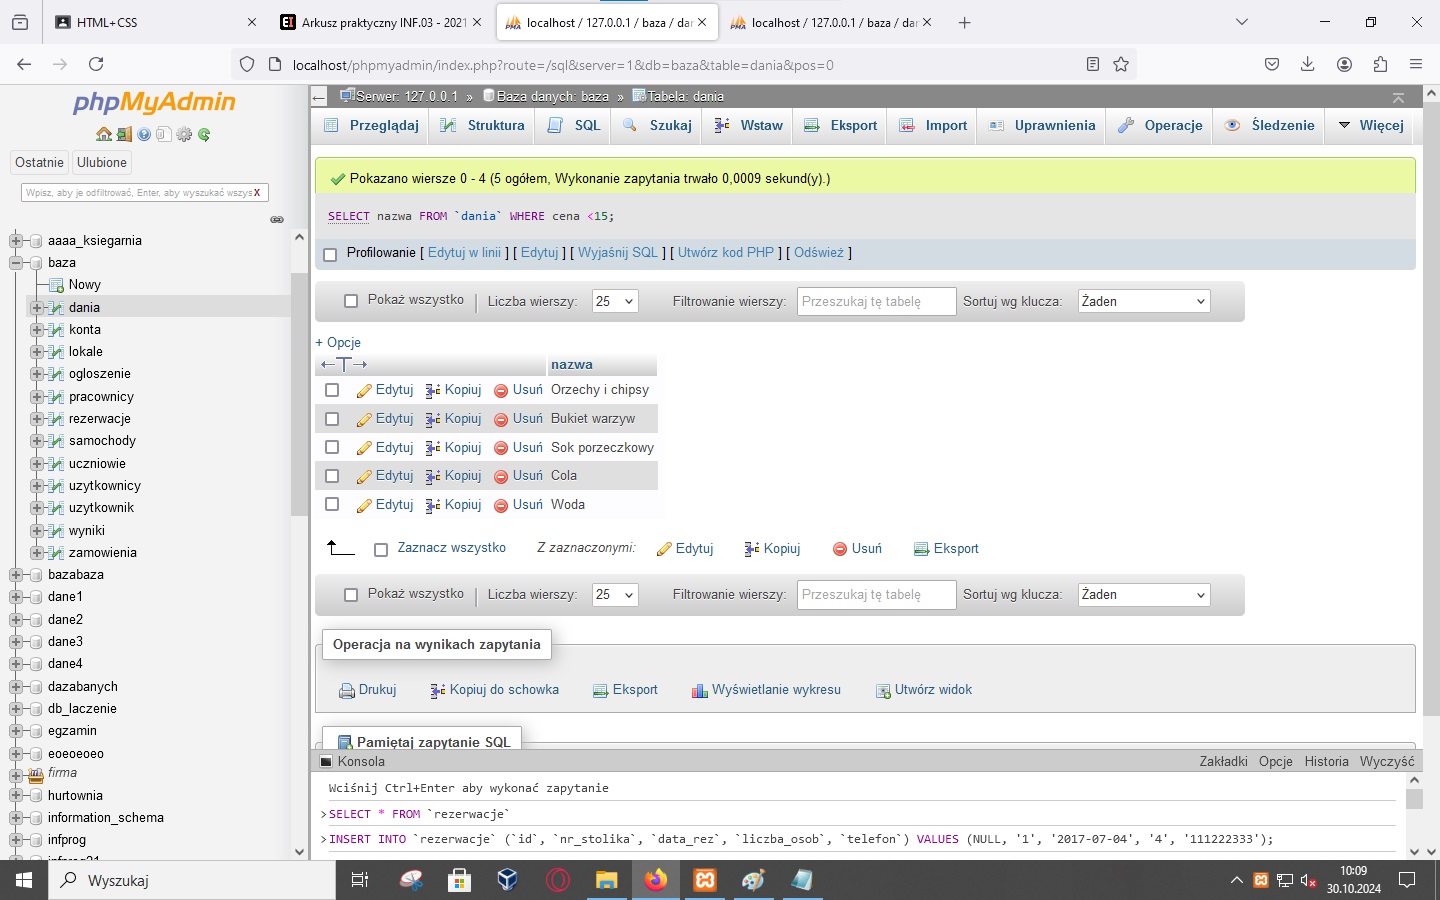 HTML+CSS
Arkusz praktyczny INF.03 - 2021
localhost / 127.0.0.1 / baza / dan
localhost / 127.0.0.1 / baza / dan
localhost/phpmyadmin/index.php?route=/sql&server=1&db=baza&table=dania&pos=0
phpMyAdmin
Ostatnie
Ulubione
Wpisz, aby je odfiltrować, Enter, aby wyszukać wszys X
aaaa_ksiegarnia
baza
Nowy
dania
konta
lokale
ogloszenie
pracownicy
rezerwacje
samochody
uczniowie
uzytkownicy
uzytkownik
wyniki
zamowienia
bazabaza
dane1
dane2
dane3
dane4
dazabanych
db_laczenie
egzamin
eoeoeoeo
firma
hurtownia
information_schema
infprog
infprog21
Serwer: 127.0.0.1 » Baza danych: baza » Tabela: dania
Przeglądaj Struktura SQL Szukaj Wstaw Eksport Import Uprawnienia Operacje Śledzenie Więcej
Pokazano wiersze 0 - 4 (5 ogółem, Wykonanie zapytania trwało 0,0009 sekund(y).)
SELECT nazwa FROM `dania` WHERE cena <15;
Profilowanie [ Edytuj w linii ] [ Edytuj ] [ Wyjaśnij SQL ] [ Utwórz kod PHP ] [ Odśwież ]
Pokaż wszystko | Liczba wierszy: 25 Filtrowanie wierszy: Przeszukaj tę tabelę Sortuj wg klucza: Żaden
+ Opcje
←T→ nazwa
Edytuj Kopiuj Usuń Orzechy i chipsy
Edytuj Kopiuj Usuń Bukiet warzyw
Edytuj Kopiuj Usuń Sok porzeczkowy
Edytuj Kopiuj Usuń Cola
Edytuj Kopiuj Usuń Woda
Zaznacz wszystko Z zaznaczonymi: Edytuj Kopiuj Usuń Eksport
Pokaż wszystko | Liczba wierszy: 25 Filtrowanie wierszy: Przeszukaj tę tabelę Sortuj wg klucza: Żaden
Operacja na wynikach zapytania
Drukuj Kopiuj do schowka Eksport Wyświetlanie wykresu Utwórz widok
Pamiętaj zapytanie SQL
Konsola Zakładki Opcje Historia Wyczyść
Wciśnij Ctrl+Enter aby wykonać zapytanie
>SELECT * FROM `rezerwacje`
>INSERT INTO `rezerwacje` (`id`, `nr_stolika`, `data_rez`, `liczba_osob`, `telefon`) VALUES (NULL, '1', '2017-07-04', '4', '111222333');
Wyszukaj
10:09
30.10.2024